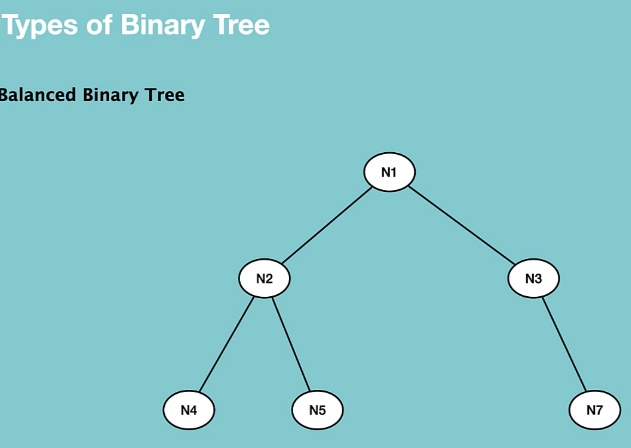 Types of Binary Tree
Balanced Binary Tree
N1
N2
N3
N4
N5
N7